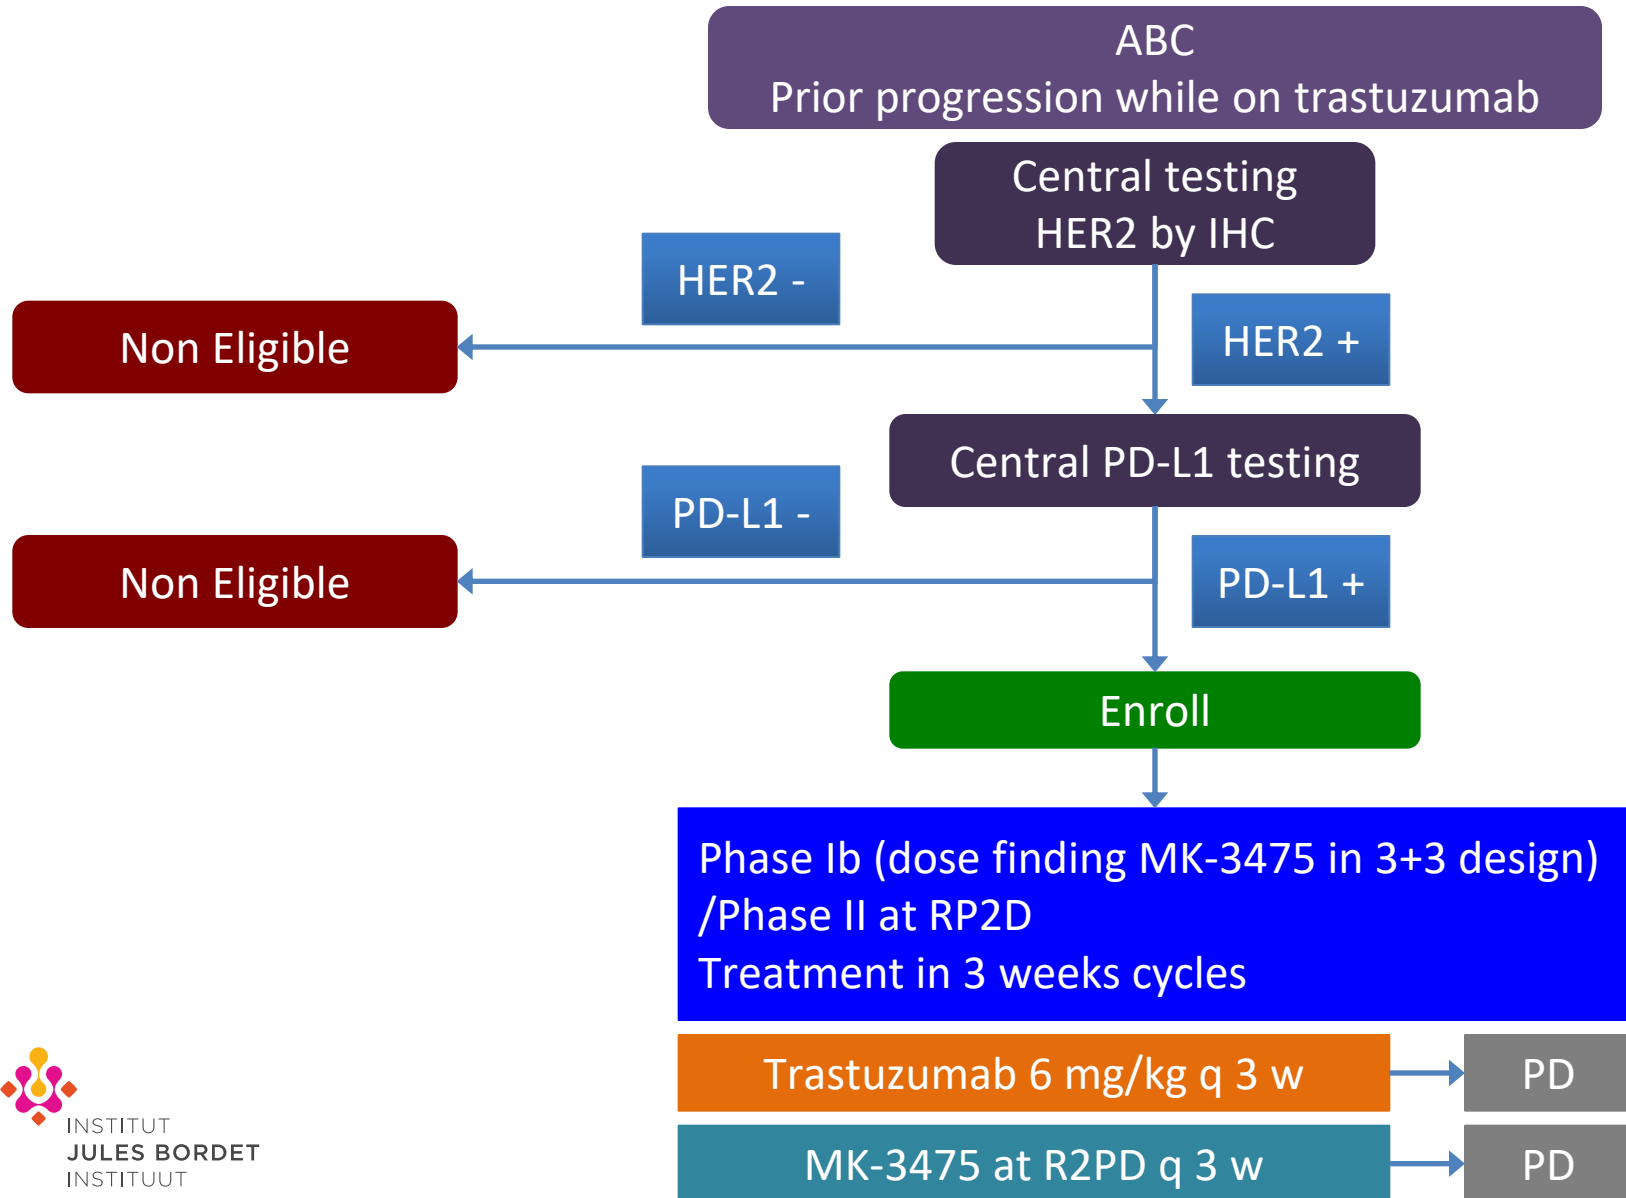 ABC
Prior progression while on trastuzumab
Central testing
HER2 by IHC
HER2 -
HER2 +
Non Eligible
Central PD-L1 testing
PD-L1 -
PD-L1 +
Non Eligible
Enroll
Phase Ib (dose finding MK-3475 in 3+3 design)
/Phase II at RP2D
Treatment in 3 weeks cycles
Trastuzumab 6 mg/kg q 3 w
PD
MK-3475 at R2PD q 3 w
PD
INSTITUT
JULES BORDET
INSTITUUT